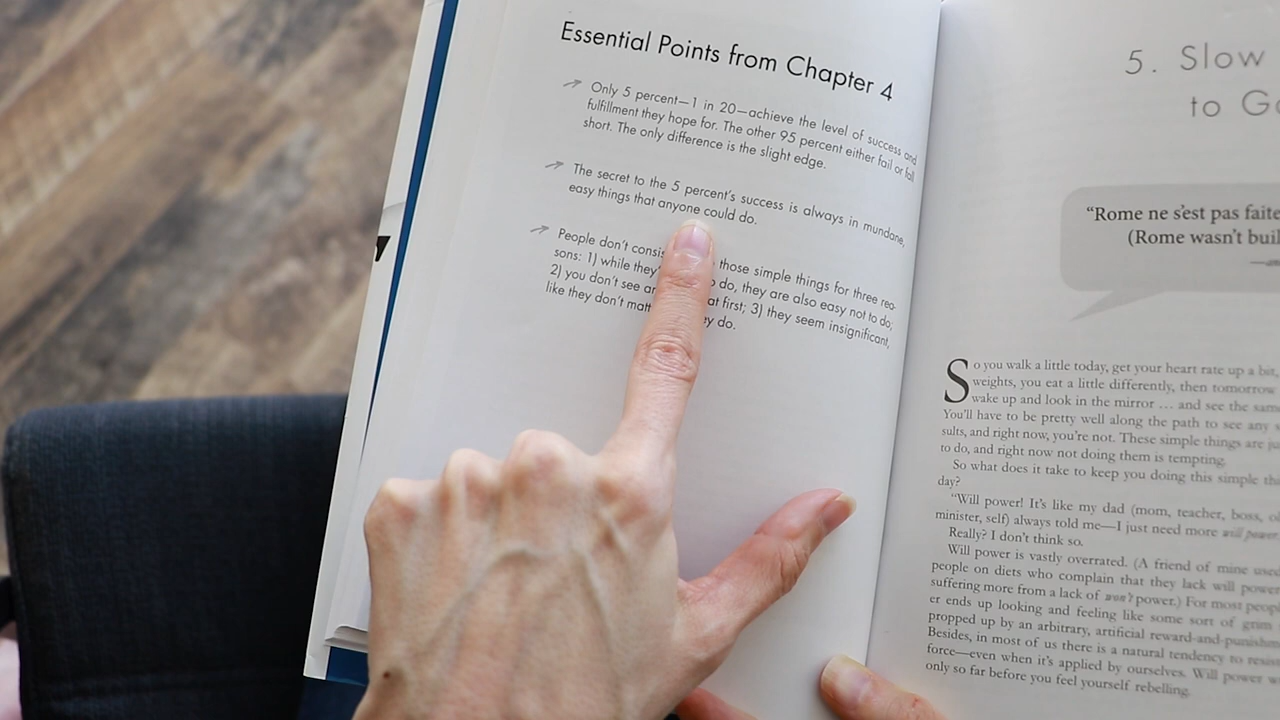 Essential Points from Chapter 4
Only 5 percent—1 in 20—achieve the level of success and
fulfillment they hope for. The other 95 percent either fail or fall
short. The only difference is the slight edge.
The secret to the 5 percent's success is always in mundane,
easy things that anyone could do.
People don't those simple things for three rea-
sons: 1) while they do, they are also easy not to do;
2) you don't see at first; 3) they seem insignificant,
like they don't do.
5. Slow
to
"Rome ne s'est pas faite
(Rome wasn't
So you walk a little today, get your heart rate up a bit,
weights, you eat a little differently, then tomorrow
wake up and look in the mirror … and see the
You'll have to be pretty well along the path to see any
sults, and right now, you're not. These simple things are
to do, and right now not doing them is tempting.
So what does it take to keep you doing this simple
day?
"Will power! It's like my dad (mom, teacher, boss,
minister, self) always told me—I just need more will power
Really? I don't think so.
Will power is vastly overrated. (A friend of mine used
people on diets who complain that they lack will power
suffering more from a lack of won't power.) For most
er ends up looking and feeling like some sort of grim
propped up by an arbitrary, artificial
Besides, in most of us there is a natural tendency to
force—even when it's applied by ourselves. Will power
only so far before you feel yourself rebelling.